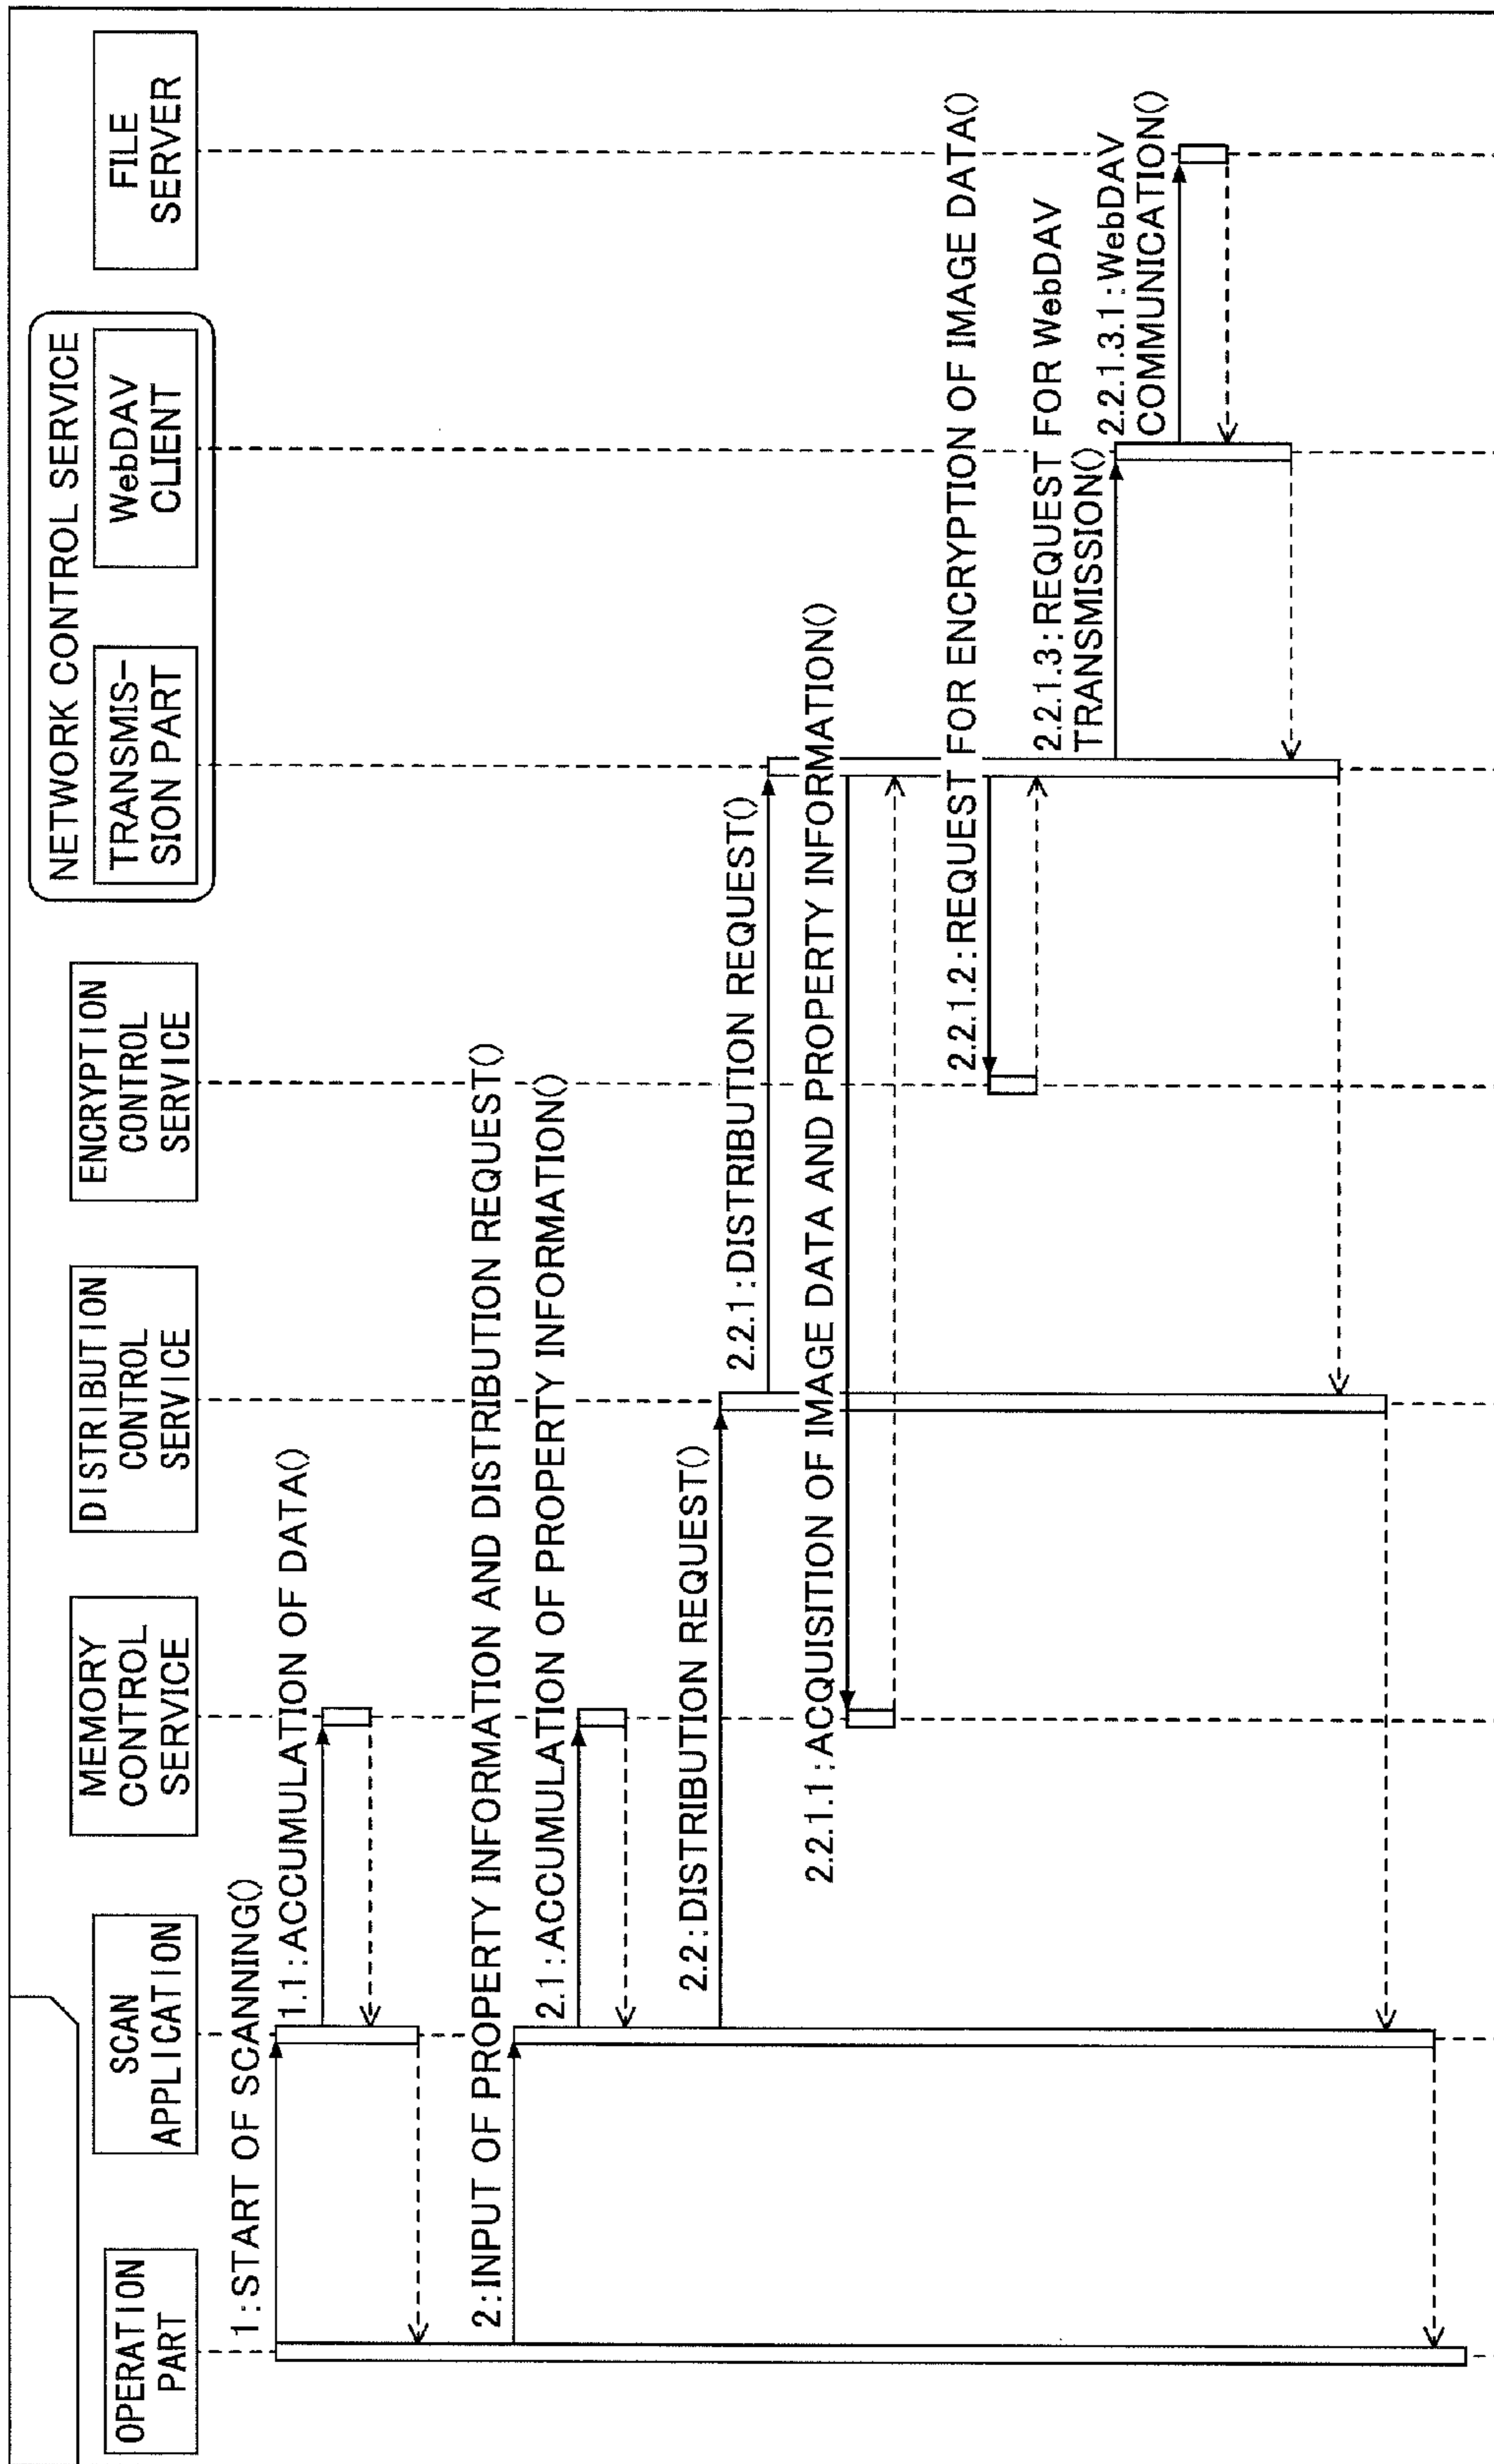 OPERATION
PART
SCAN
APPLICATION
MEMORY
CONTROL
SERVICE
DISTRIBUTION
CONTROL
SERVICE
ENCRYPTION
CONTROL
SERVICE
NETWORK CONTROL SERVICE
TRANSMIS-
SION PART
WebDAV
CLIENT
FILE
SERVER
1:START OF SCANNING()
1.1:ACCUMULATION OF DATA()
2:INPUT OF PROPERTY INFORMATION AND DISTRIBUTION REQUEST()
2.1:ACCUMULATION OF PROPERTY INFORMATION()
2.2:DISTRIBUTION REQUEST()
2.2.1:DISTRIBUTION REQUEST()
2.2.1.1:ACQUISITION OF IMAGE DATA AND PROPERTY INFORMATION()
2.2.1.2:REQUEST FOR ENCRYPTION OF IMAGE DATA()
2.2.1.3:REQUEST FOR WebDAV
TRANSMISSION()
2.2.1.3.1:WebDAV
COMMUNICATION()